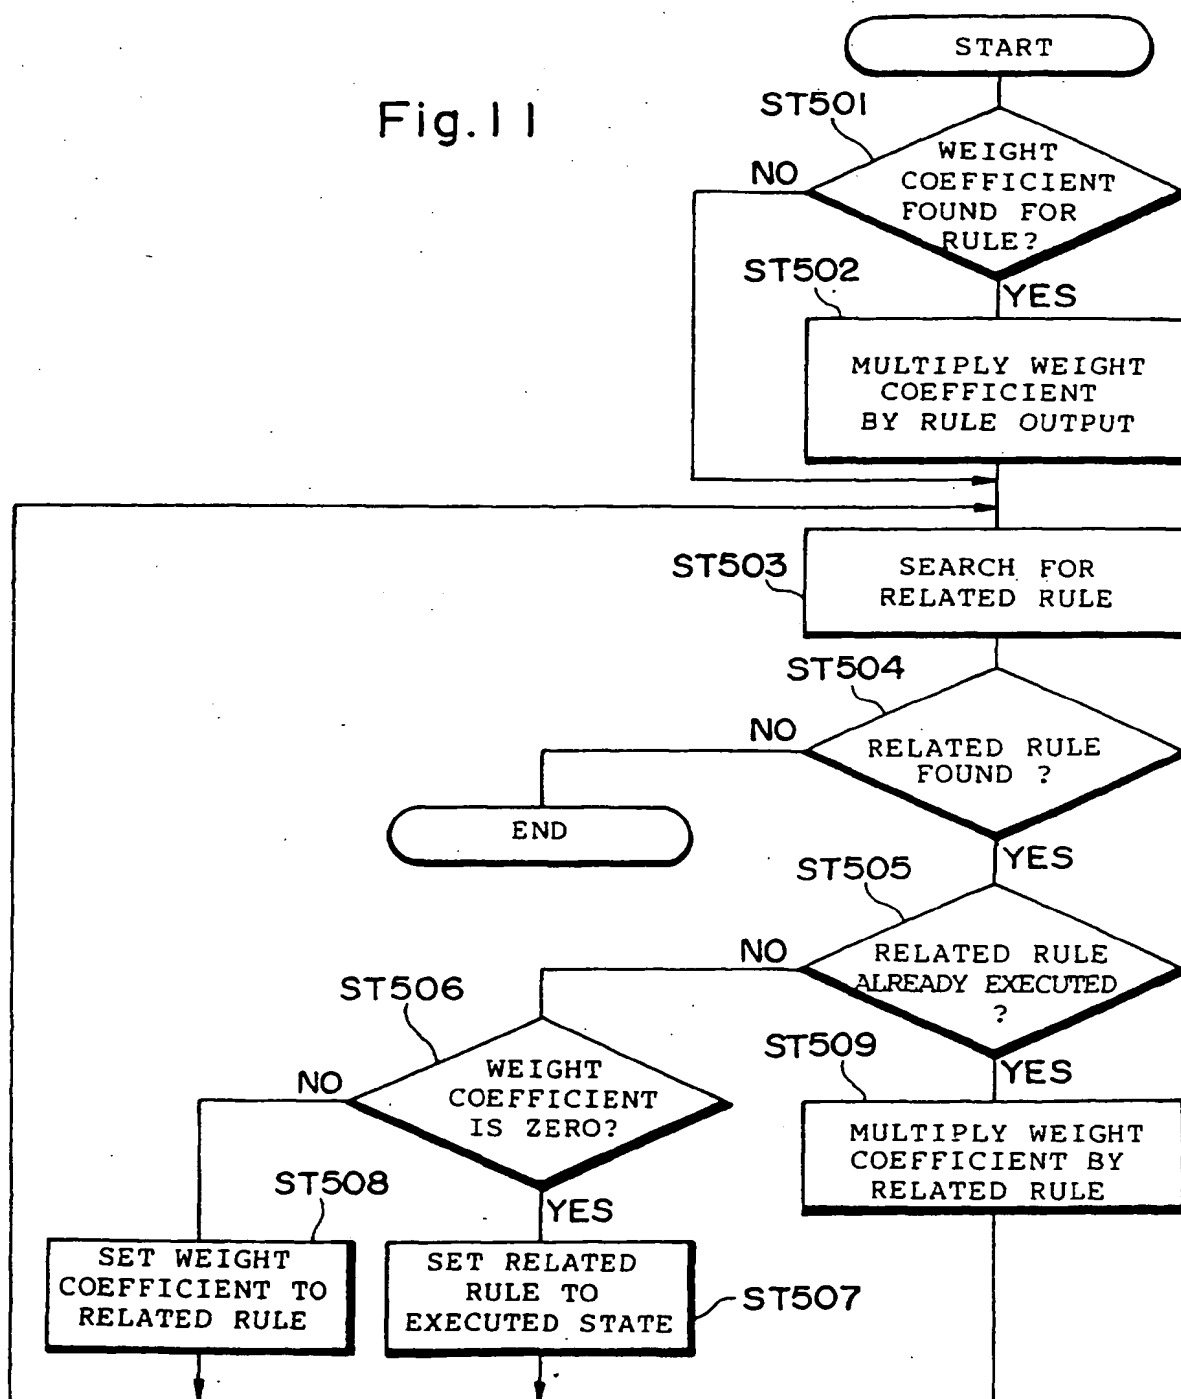 Fig.11
START
ST501
WEIGHT
COEFFICIENT
FOUND FOR
RULE?
NO
YES
ST502
MULTIPLY WEIGHT
COEFFICIENT
BY RULE OUTPUT
ST503
SEARCH FOR
RELATED RULE
ST504
RELATED RULE
FOUND ?
NO
END
YES
ST505
RELATED RULE
ALREADY EXECUTED
?
NO
YES
ST506
WEIGHT
COEFFICIENT
IS ZERO?
NO
YES
ST509
MULTIPLY WEIGHT
COEFFICIENT BY
RELATED RULE
ST508
SET WEIGHT
COEFFICIENT TO
RELATED RULE
SET RELATED
RULE TO
EXECUTED STATE
ST507